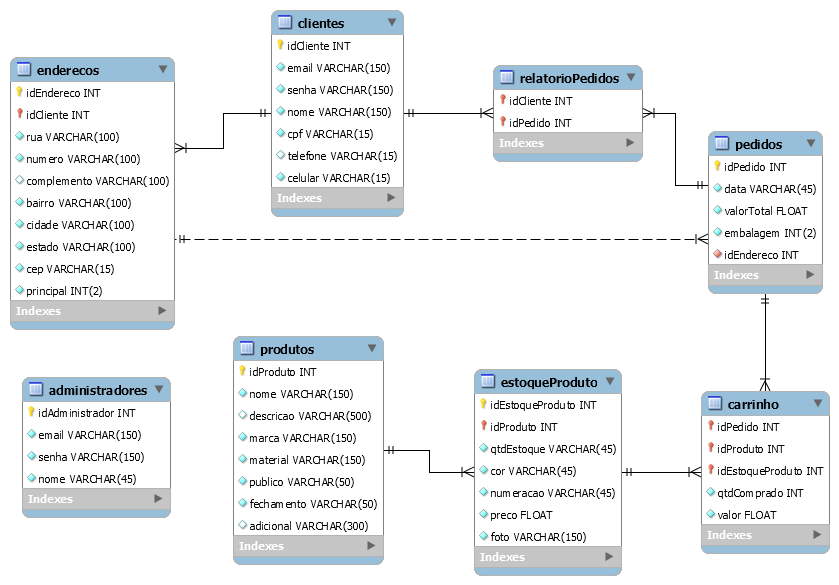 clientes
idCliente INT
email VARCHAR(150)
senha VARCHAR(150)
nome VARCHAR(150)
cpf VARCHAR(15)
telefone VARCHAR(15)
celular VARCHAR(15)
Indexes
enderecos
idEndereco INT
idCliente INT
rua VARCHAR(100)
numero VARCHAR(100)
complemento VARCHAR(100)
bairro VARCHAR(100)
cidade VARCHAR(100)
estado VARCHAR(100)
cep VARCHAR(15)
principal INT(2)
Indexes
relatorioPedidos
idCliente INT
idPedido INT
Indexes
pedidos
idPedido INT
data VARCHAR(45)
valorTotal FLOAT
embalagem INT(2)
idEndereco INT
Indexes
administradores
idAdministrador INT
email VARCHAR(150)
senha VARCHAR(150)
nome VARCHAR(45)
Indexes
produtos
idProduto INT
nome VARCHAR(150)
descricao VARCHAR(500)
marca VARCHAR(150)
material VARCHAR(150)
publico VARCHAR(50)
fechamento VARCHAR(50)
adicional VARCHAR(300)
Indexes
estoqueProduto
idEstoqueProduto INT
idProduto INT
qtdEstoque VARCHAR(45)
cor VARCHAR(45)
numeracao VARCHAR(45)
preco FLOAT
foto VARCHAR(150)
Indexes
carrinho
idPedido INT
idProduto INT
idEstoqueProduto INT
qtdComprado INT
valor FLOAT
Indexes